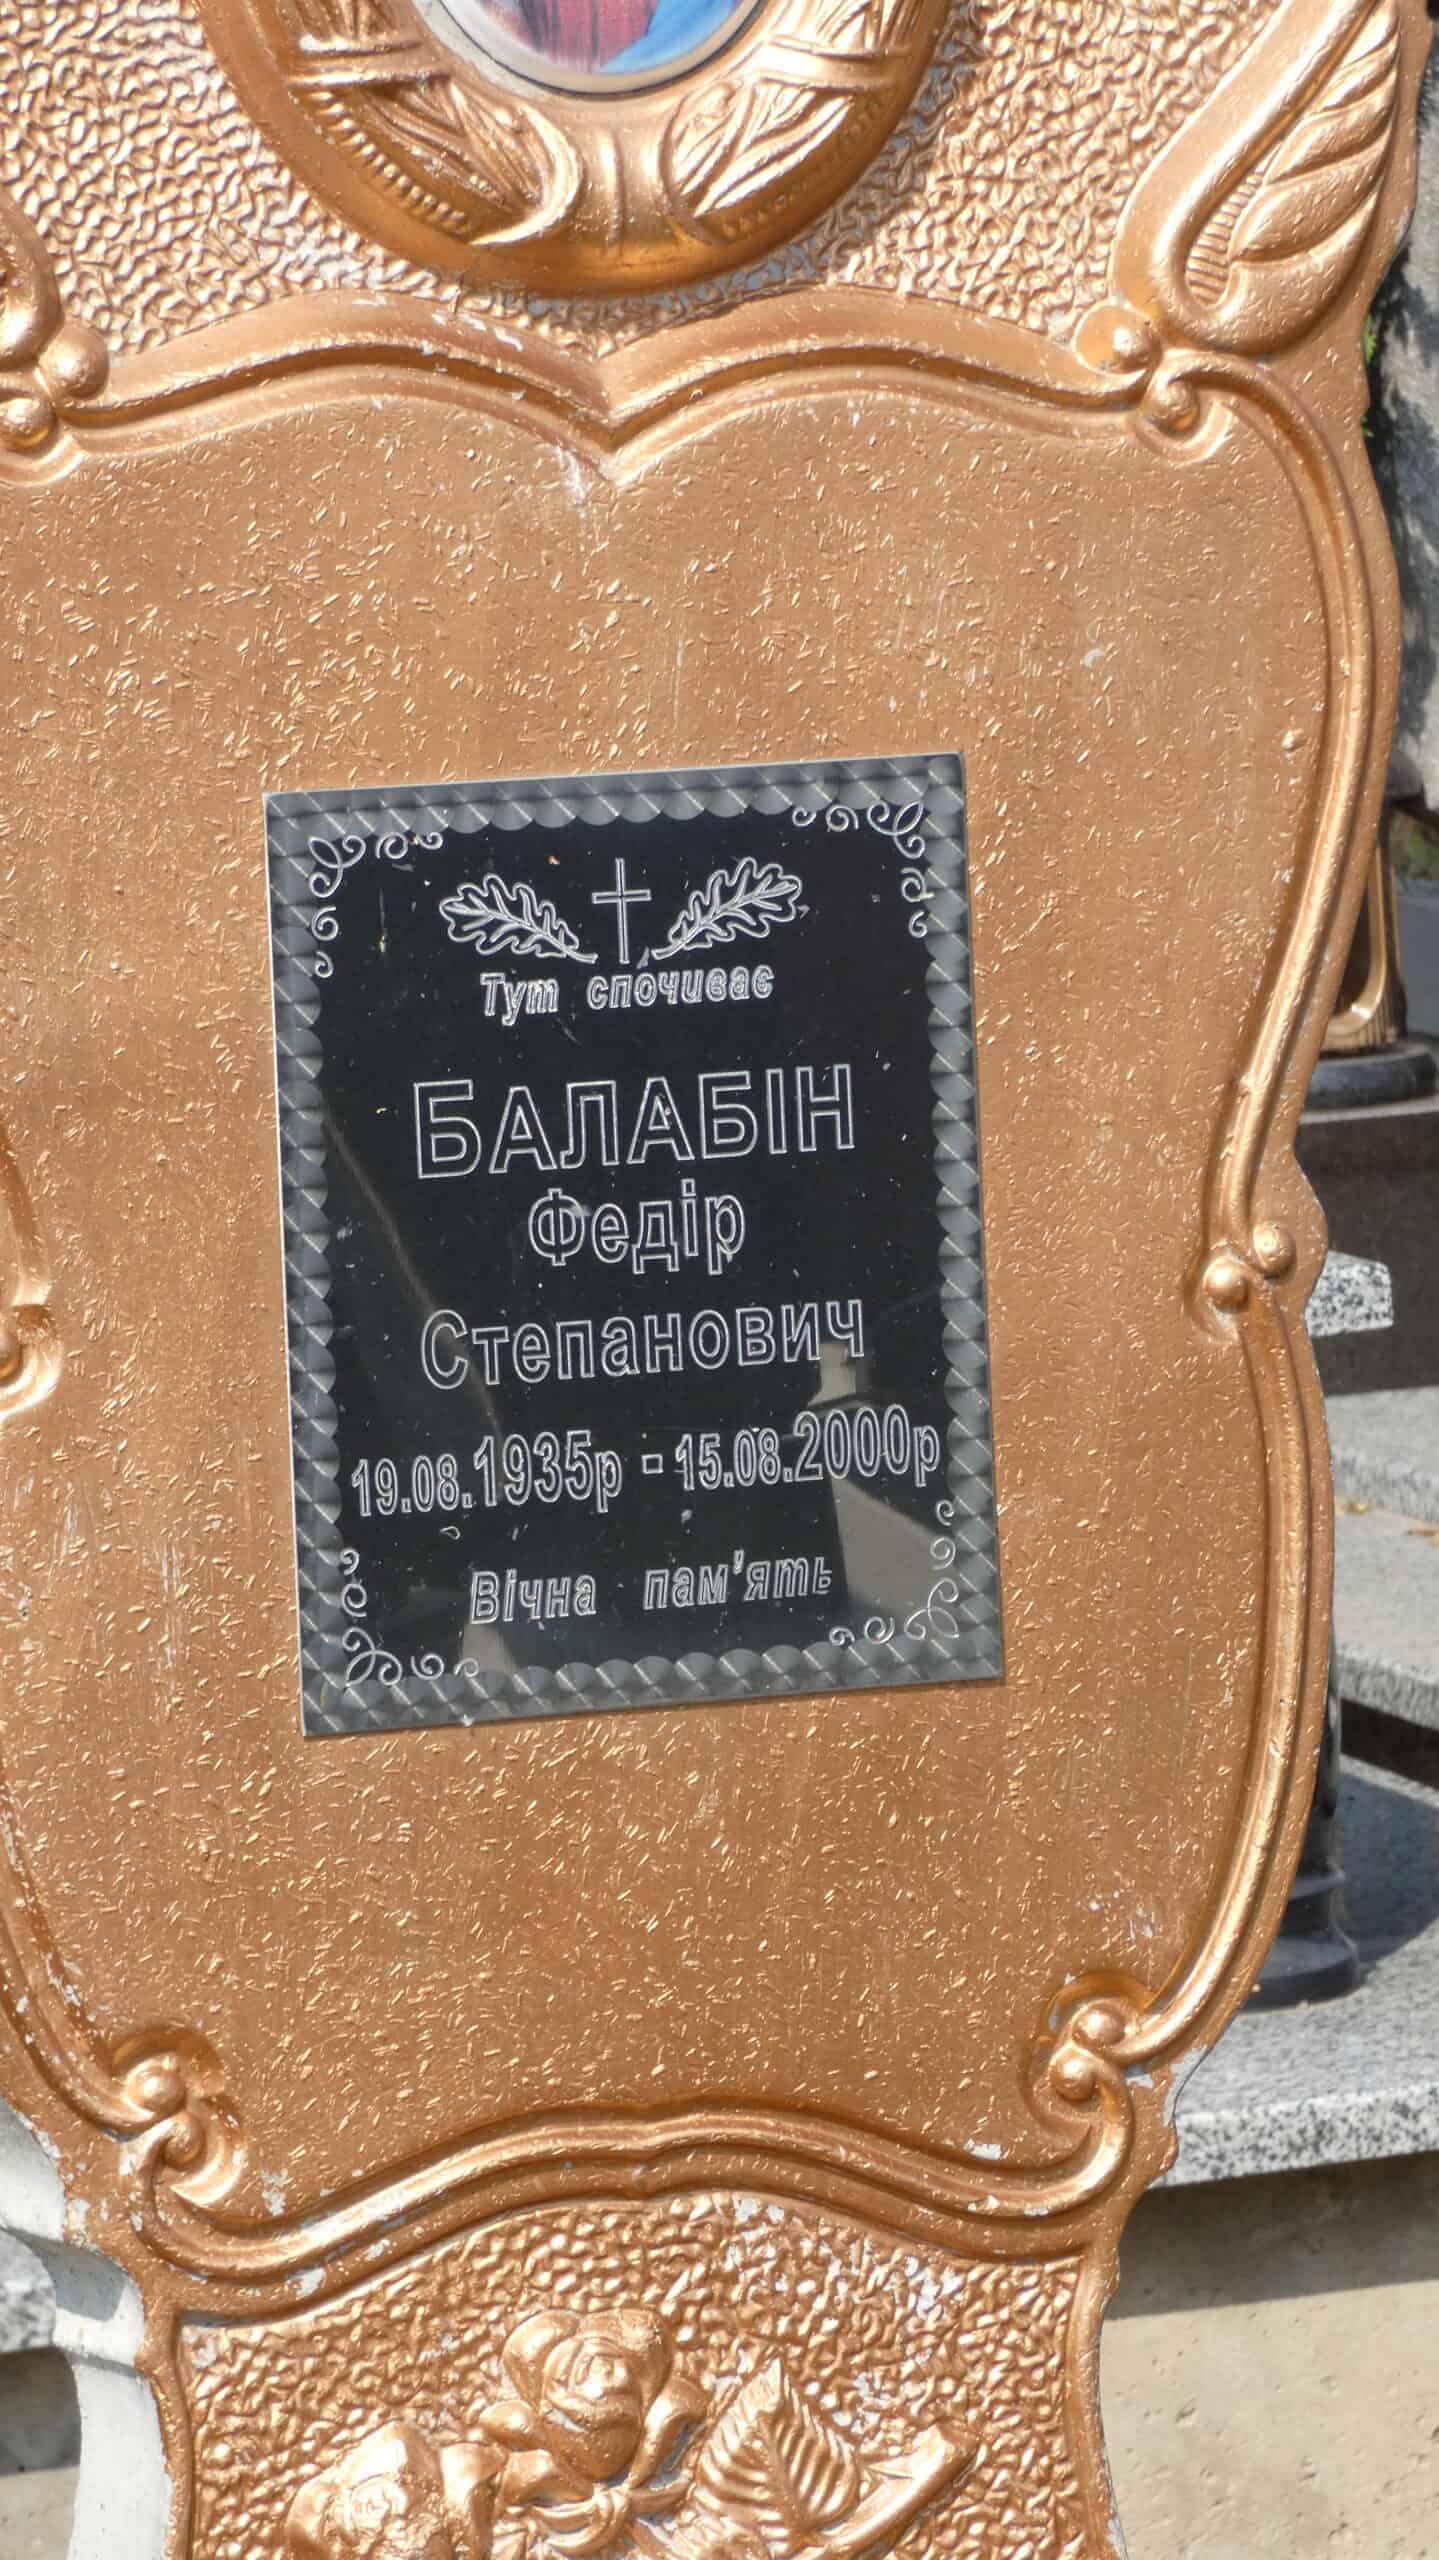 Тут спочиває
БАЛАБІН
Федір
Степанович
19.08.1935р - 15.08.2000р
Вічна пам'ять